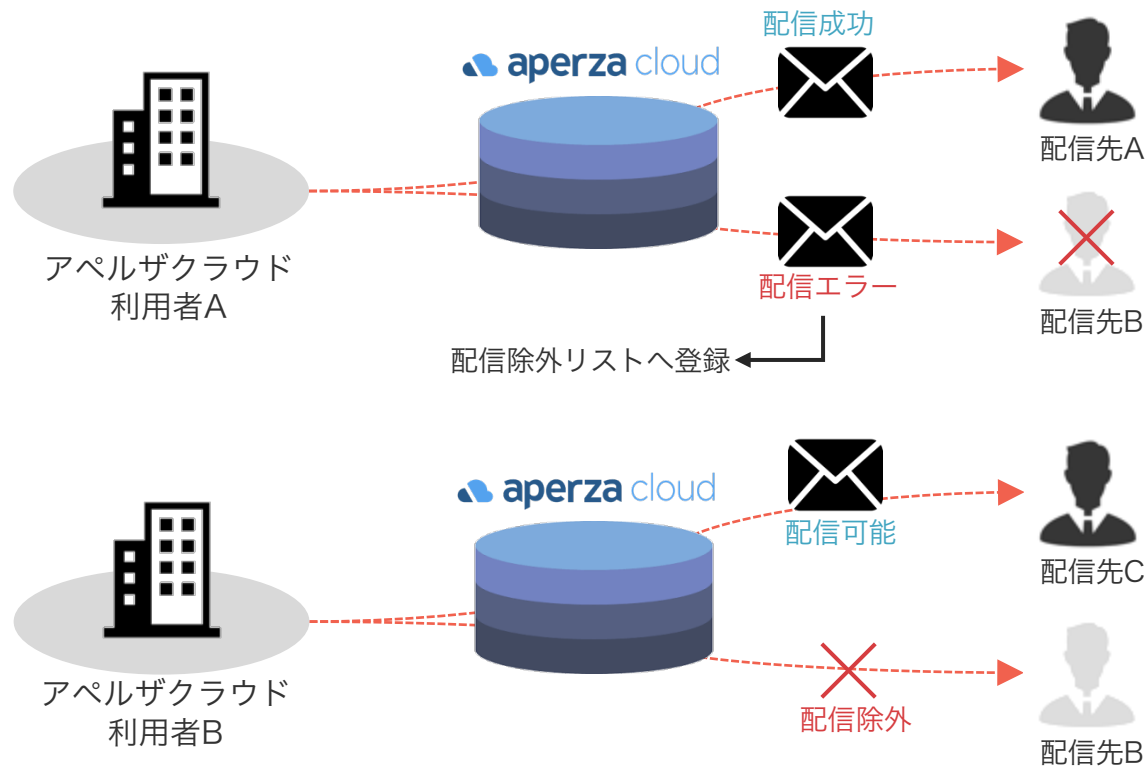 配信成功
aperza cloud
配信先A
アペルザクラウド
利用者A
配信エラー
配信先B
配信除外リストへ登録
aperza cloud
配信可能
配信先C
アペルザクラウド
利用者B
配信除外
配信先B